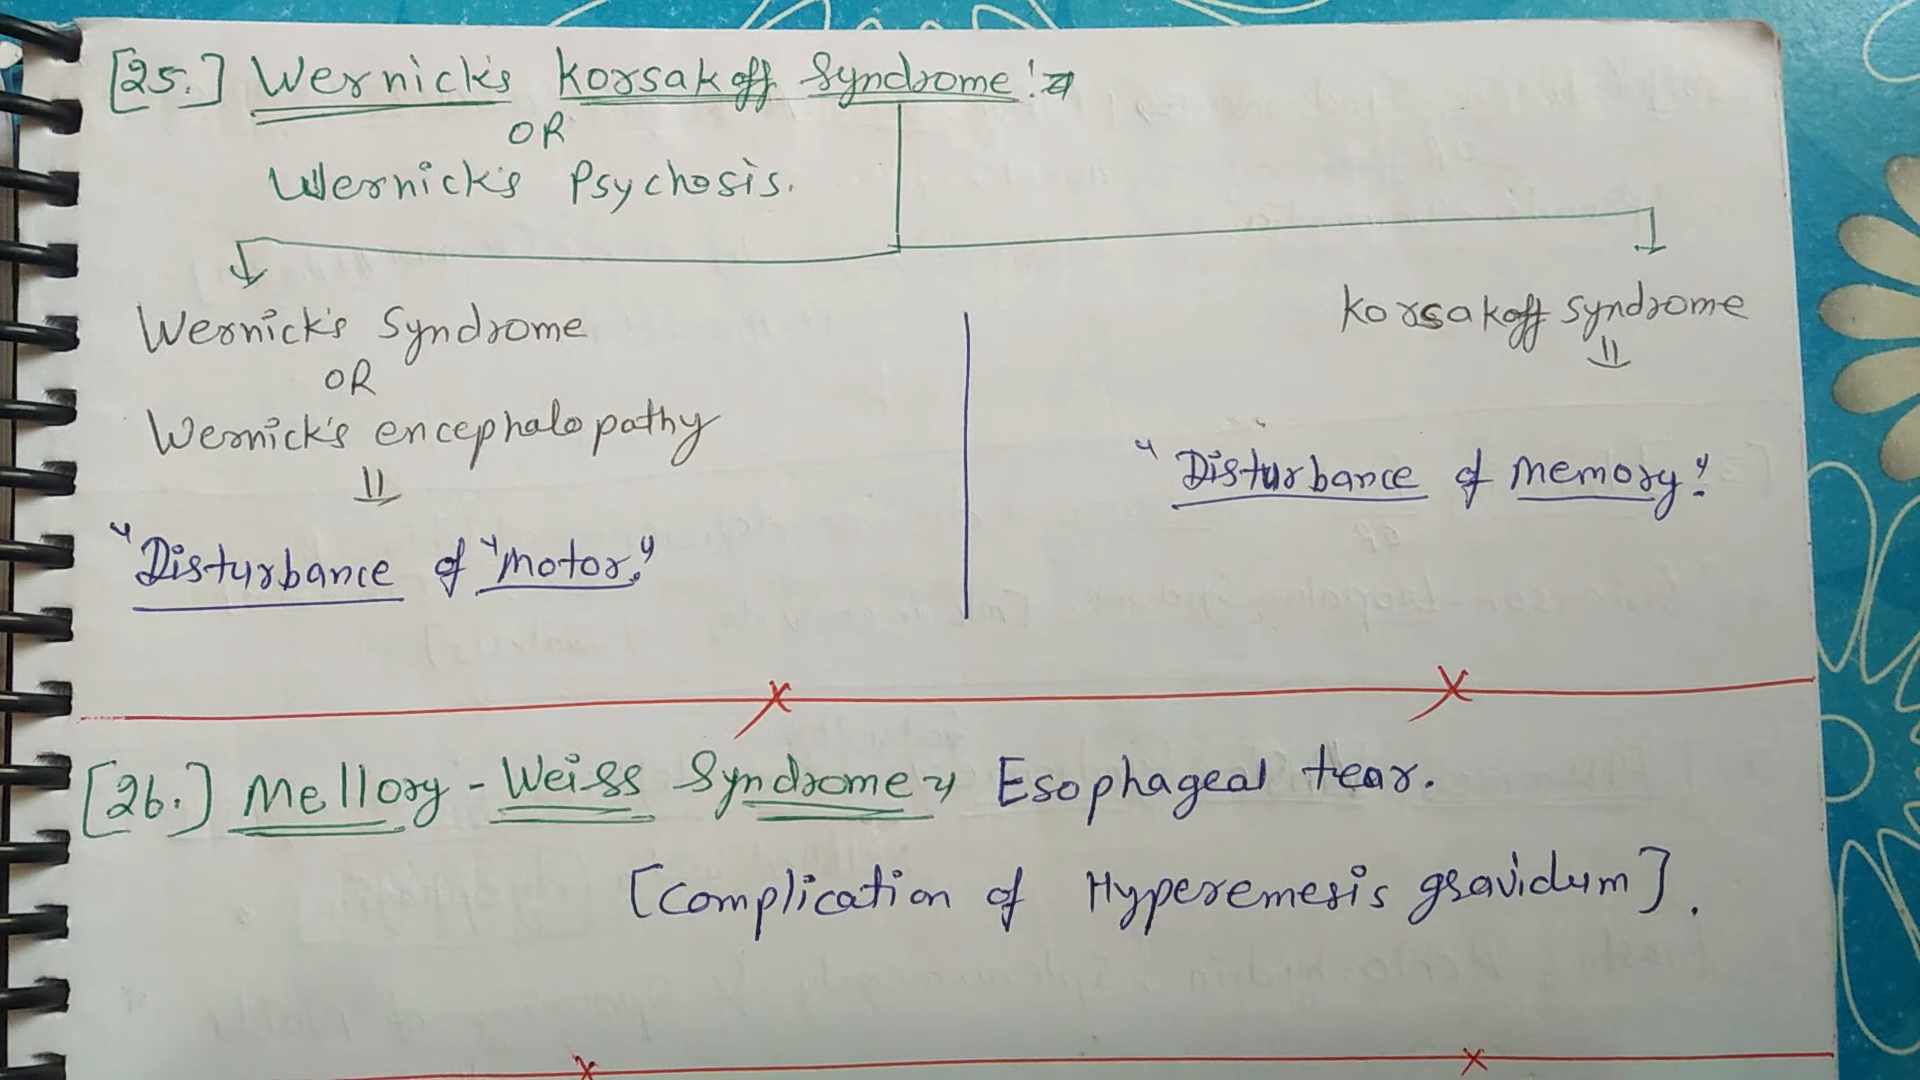 [25.] Wernick's Korsakoff Syndrome:→
OR
Wernick's Psychosis.
Wernick's Syndrome
OR
Wernick's encephalopathy
"Disturbance of "Motor."
Korsakoff Syndrome
"Disturbance of Memory"
[26.] Mellory-Weiss Syndrome → Esophageal tear.
[Complication of Hyperemesis gravidum].